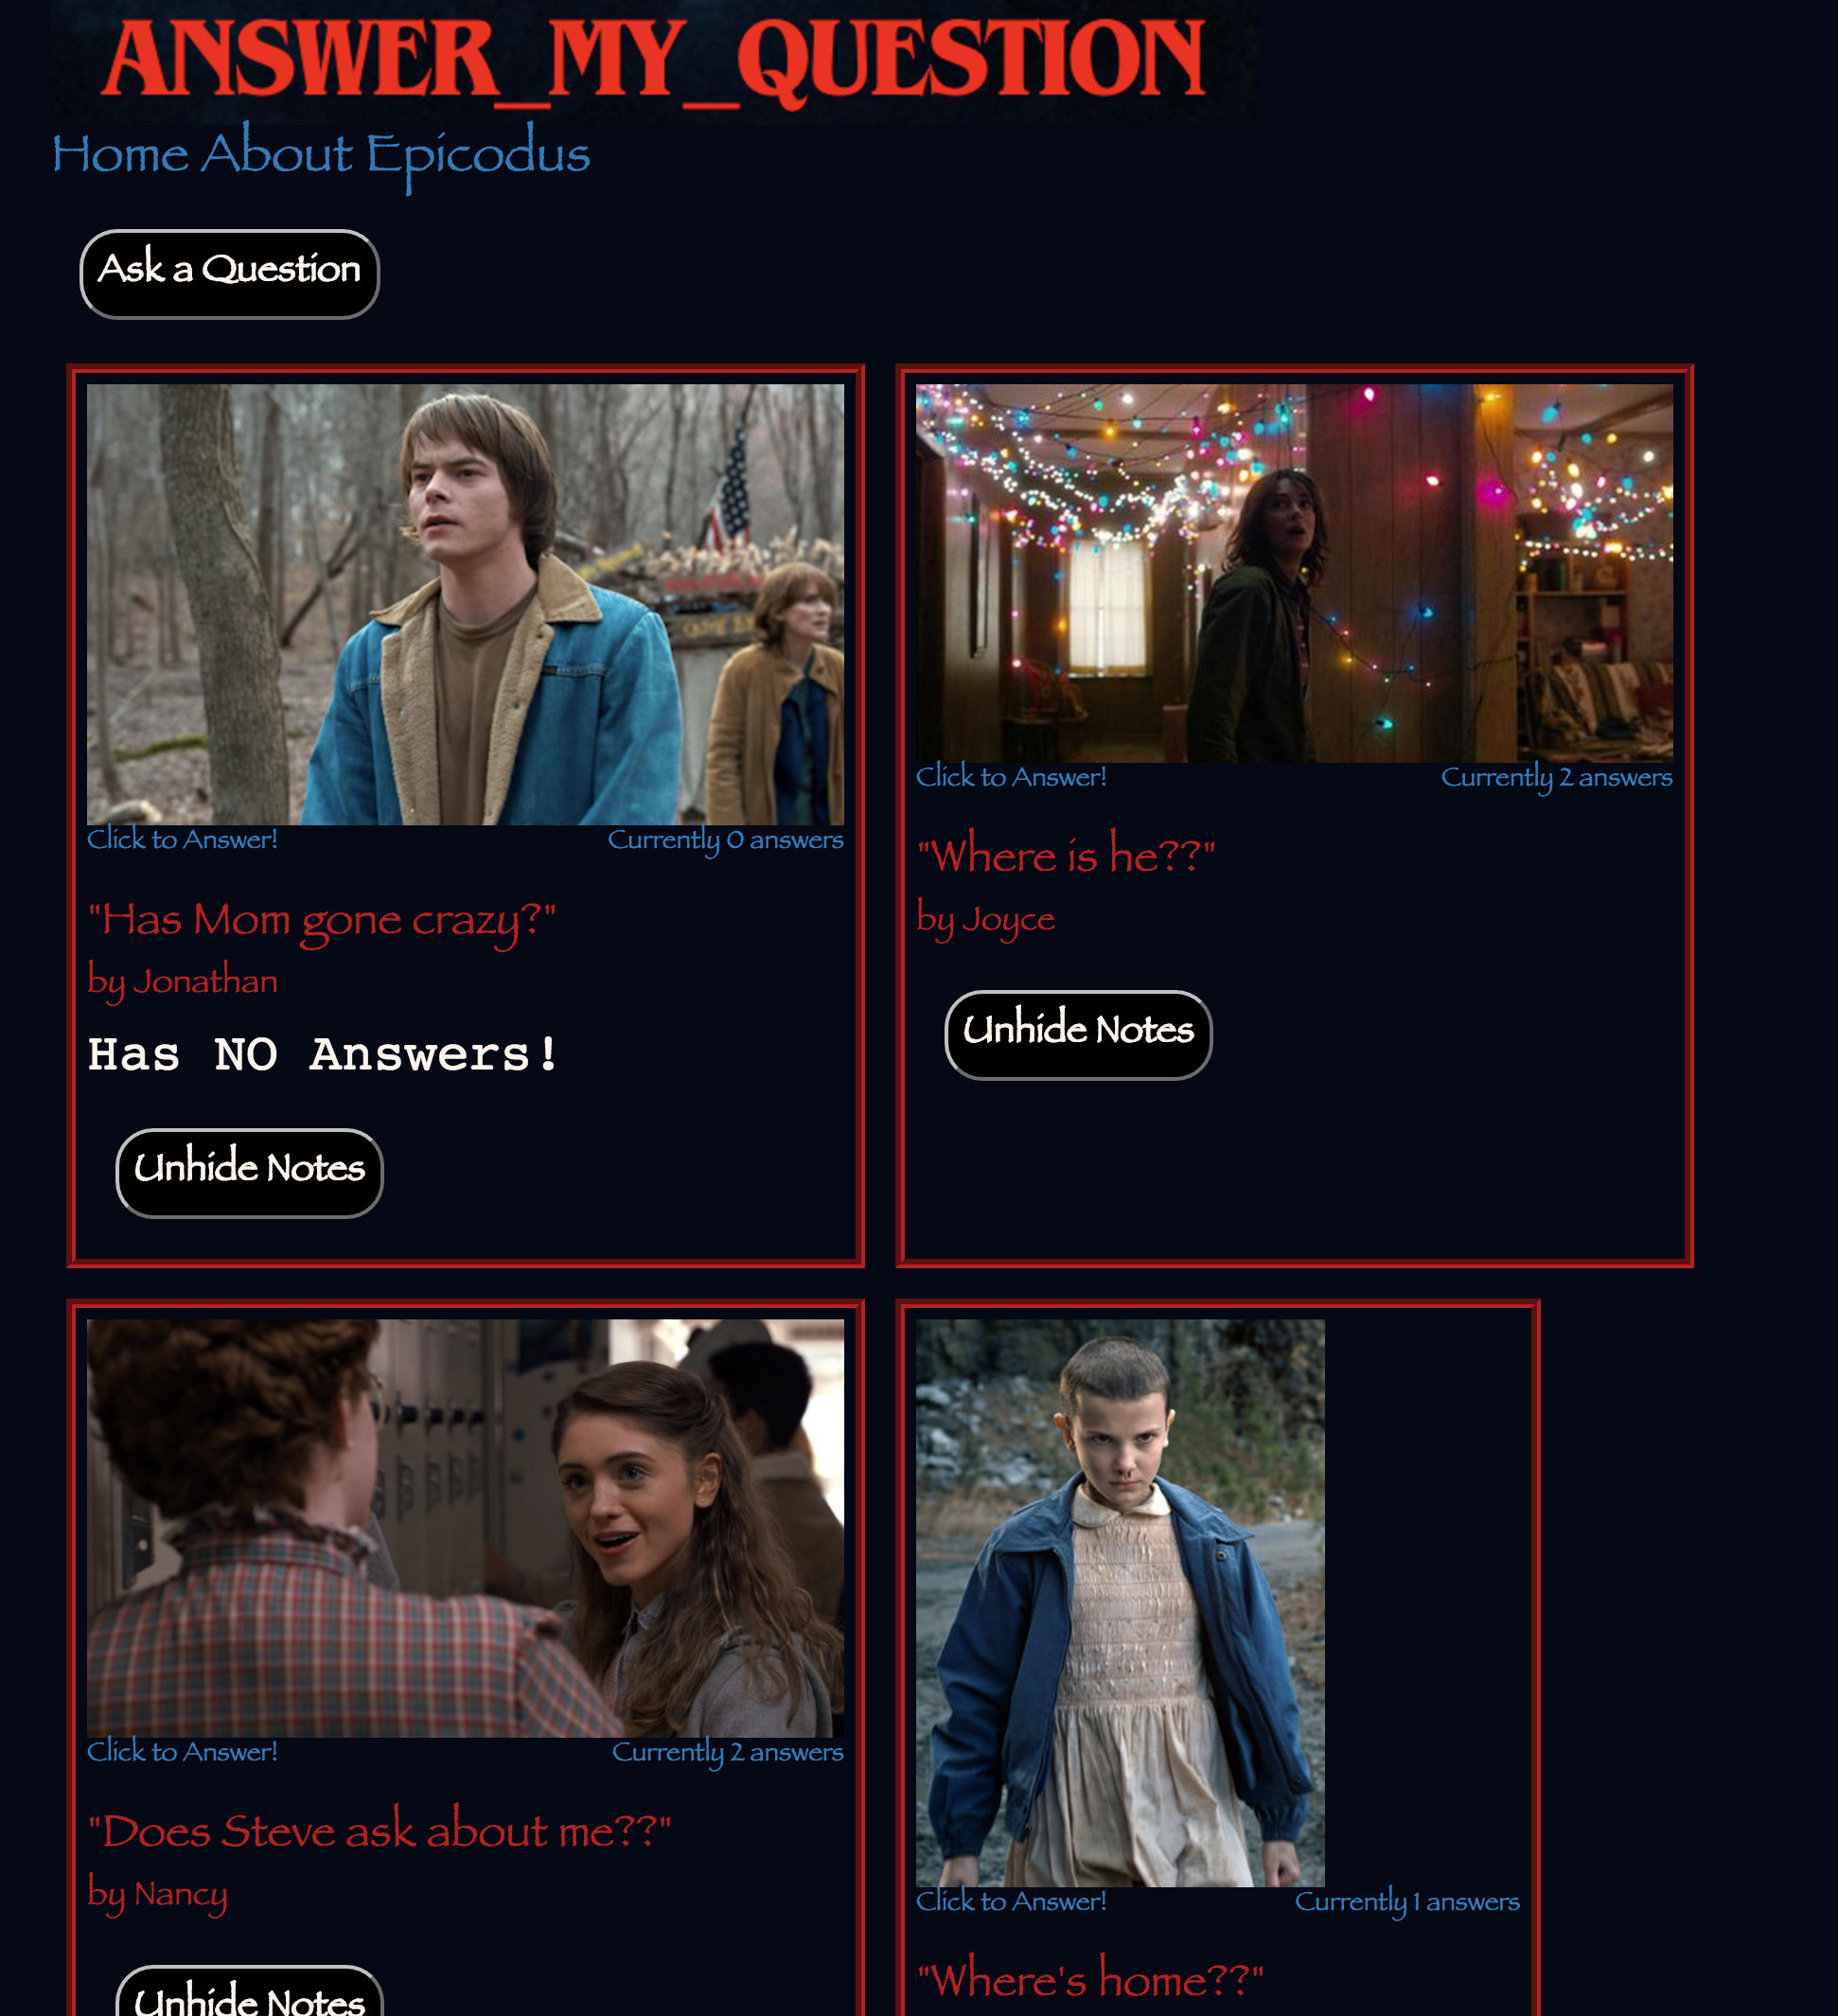 ANSWER_MY_QUESTION
Home About Epicodus
Ask a Question
Click to Answer!
Currently 0 answers
"Has Mom gone crazy?"
by Jonathan
Has NO Answers!
Unhide Notes
Click to Answer!
Currently 2 answers
"Where is he??"
by Joyce
Unhide Notes
Click to Answer!
Currently 2 answers
"Does Steve ask about me??"
by Nancy
Unhide Notes
Click to Answer!
Currently 1 answers
"Where's home??"